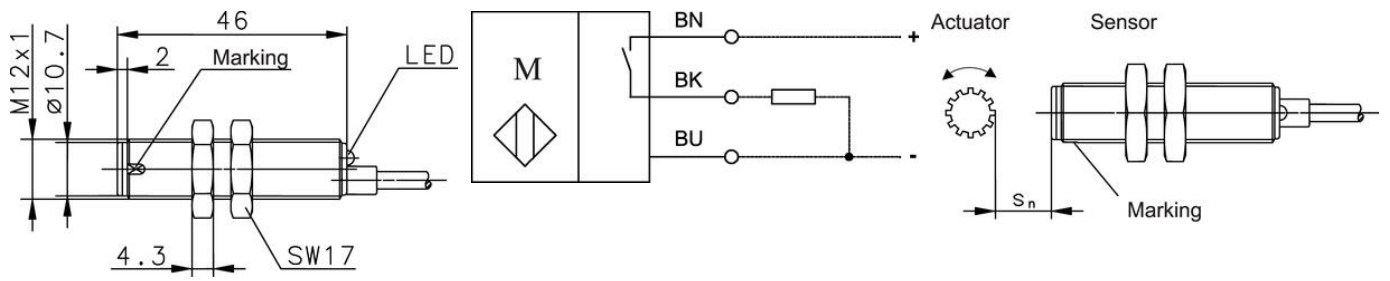 46
2
Marking
LED
M12x1
ø10.7
4.3
SW17
M
BN
+
BK
BU
-
Actuator
Sensor
Sn
Marking